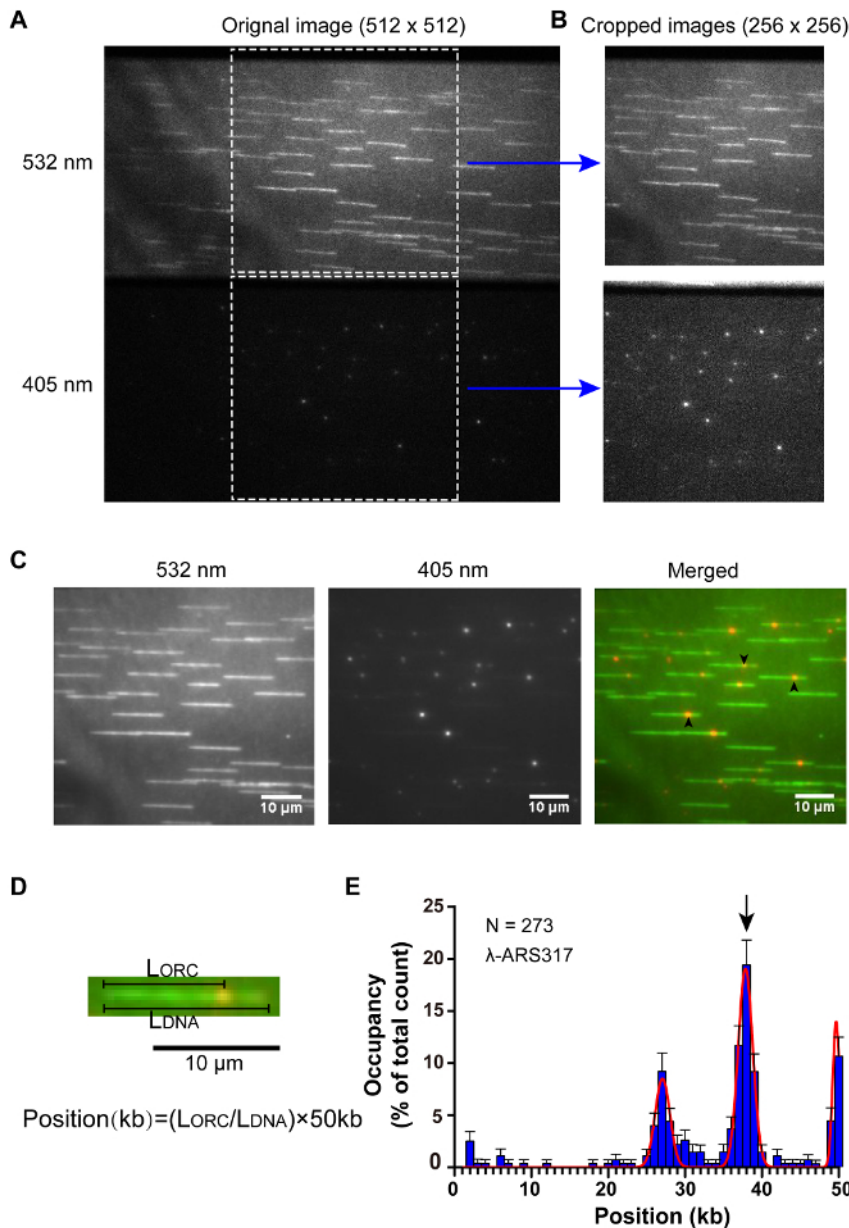 A
Orignal image (512 x 512)
B
Cropped images (256 x 256)
532 nm
405 nm
C
532 nm
405 nm
Merged
10 µm
10 µm
10 µm
D
LORC
LDNA
10 µm
Position(kb)=(LORC/LDNA)×50kb
E
N = 273
λ-ARS317
Occupancy
(% of total count)
25
20
15
10
5
0
0 10 20 30 40 50
Position (kb)